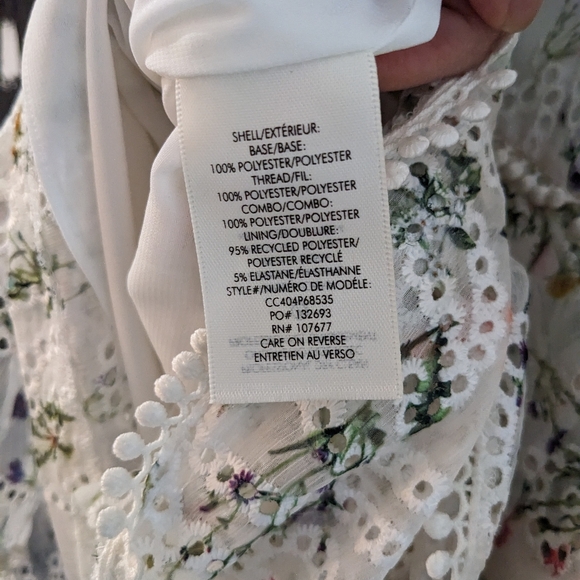 SHELL/EXTÉRIEUR:
BASE/BASE:
100% POLYESTER/POLYESTER
THREAD/FIL:
100% POLYESTER/POLYESTER
COMBO/COMBO:
100% POLYESTER/POLYESTER
LINING/DOUBLURE:
95% RECYCLED POLYESTER/
POLYESTER RECYCLÉ
5% ELASTANE/ÉLASTHANNE
STYLE#/NUMÉRO DE MODÈLE:
CC404P68535
PO# 132693
RN# 107677
CARE ON REVERSE
ENTRETIEN AU VERSO